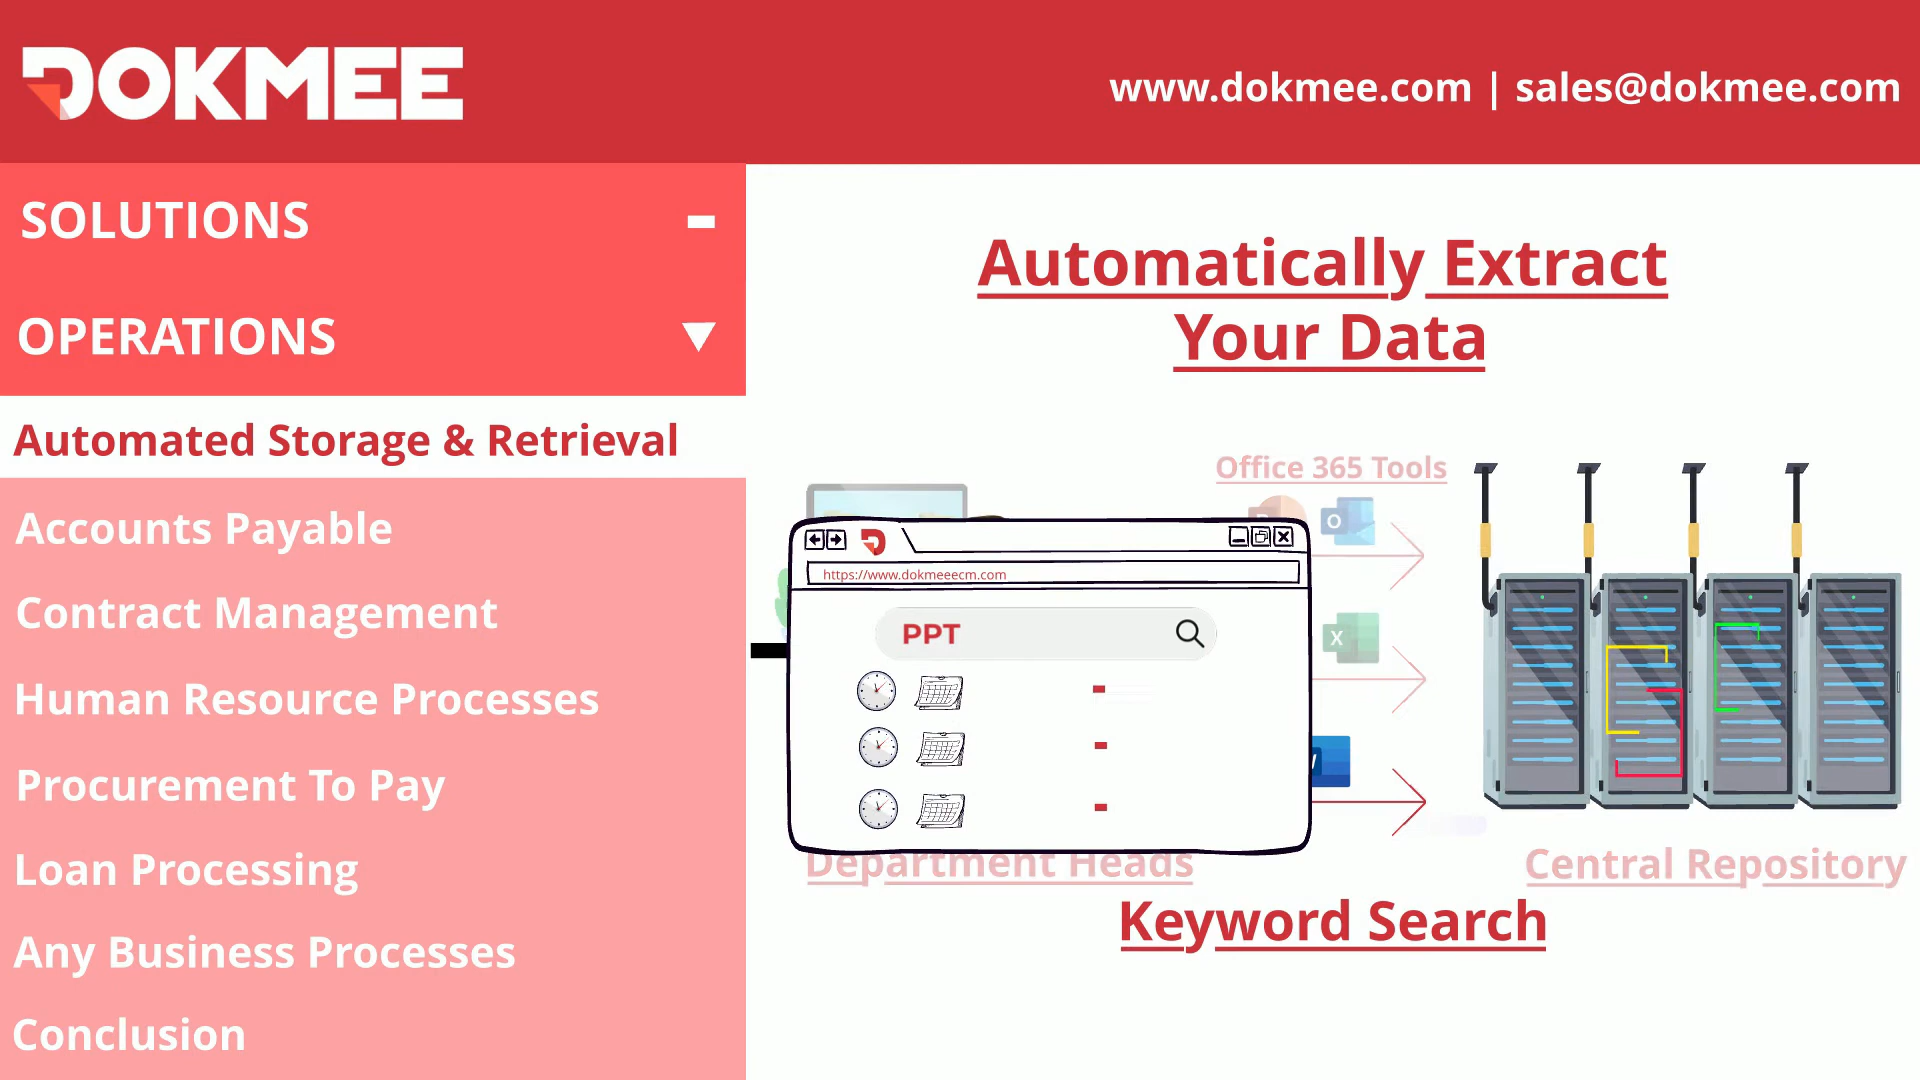 DOKMEE
www.dokmee.com | sales@dokmee.com
SOLUTIONS
OPERATIONS
Automated Storage & Retrieval
Accounts Payable
Contract Management
Human Resource Processes
Procurement To Pay
Loan Processing
Any Business Processes
Conclusion
Automatically Extract
Your Data
Office 365 Tools
https://www.dokmeeecm.com
PPT
O
X
Department Heads
Central Repository
Keyword Search